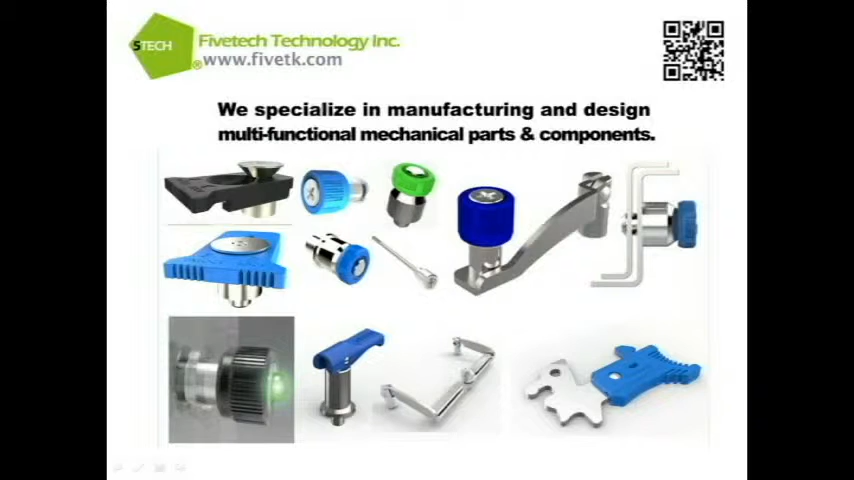 5TECH
Fivetech Technology Inc.
®www.fivetk.com
We specialize in manufacturing and design
multi-functional mechanical parts & components.